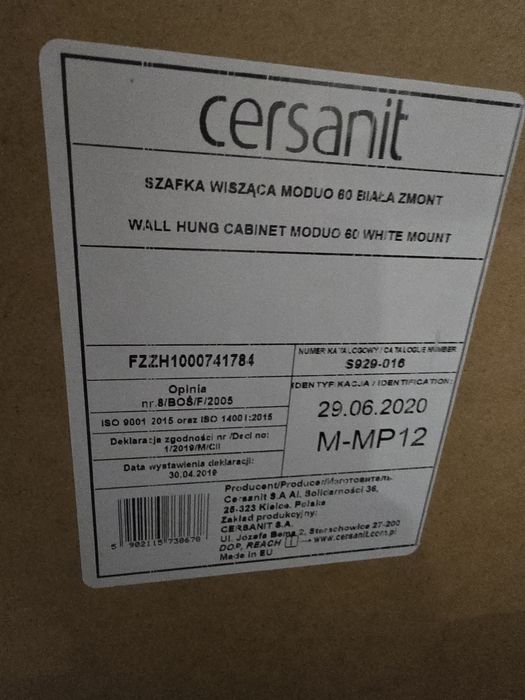 cersanit
SZAFKA WISZĄCA MODUO 60 BIAŁA ZMONT
WALL HUNG CABINET MODUO 60 WHITE MOUNT
FZZH1000741784
NUMER KATALOGOWY / CATALOGUE NUMBER
S929-016
Opinia
nr.8/BOŚ/F/2005
IDENTYFKACJA / IDENTIFICATION:
29.06.2020
ISO 9001 2015 oraz ISO 14001:2015
M-MP12
Deklaracja zgodności nr /Decl no:
1/2019/M/CII
Data wystawienia deklaracji:
30.04.2019
Producent/Producer/Изготовитель
Cersanit S.A Al. Solidarności 36,
25-323 Kielce, Polska
Zakład produkcyjny:
CERSANIT S.A.
Ul. Józefa Bema 2, Starachowice 27-200
DOP, REACH → www.cersanit.com.pl
Made in EU
5 902115 730670